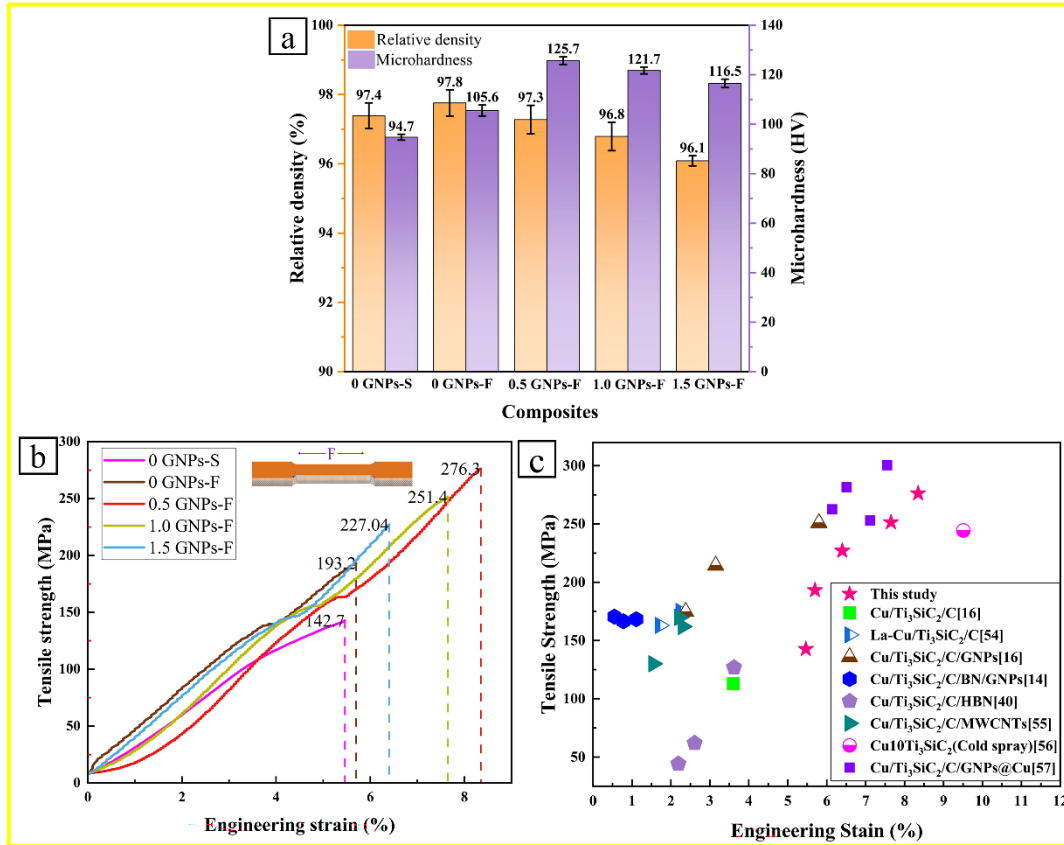 a
Relative density
Microhardness
100
98
96
94
92
90
Relative density (%)
140
120
100
80
60
40
20
0
Microhardness (HV)
97.4
94.7
97.8
105.6
97.3
125.7
96.8
121.7
96.1
116.5
0 GNPs-S
0 GNPs-F
0.5 GNPs-F
1.0 GNPs-F
1.5 GNPs-F
Composites
b
0 GNPs-S
0 GNPs-F
0.5 GNPs-F
1.0 GNPs-F
1.5 GNPs-F
F
276.3
251.4
227.04
193.2
142.7
300
250
200
150
100
50
0
Tensile strength (MPa)
0 2 4 6 8
Engineering strain (%)
c
300
250
200
150
100
50
Tensile Strength (MPa)
This study
Cu/Ti₃SiC₂/C[16]
La-Cu/Ti₃SiC₂/C[54]
Cu/Ti₃SiC₂/C/GNPs[16]
Cu/Ti₃SiC₂/C/BN/GNPs[14]
Cu/Ti₃SiC₂/C/HBN[40]
Cu/Ti₃SiC₂/C/MWCNTs[55]
Cu10Ti₃SiC₂(Cold spray)[56]
Cu/Ti₃SiC₂/C/GNPs@Cu[57]
0 1 2 3 4 5 6 7 8 9 10 11 12
Engineering Stain (%)